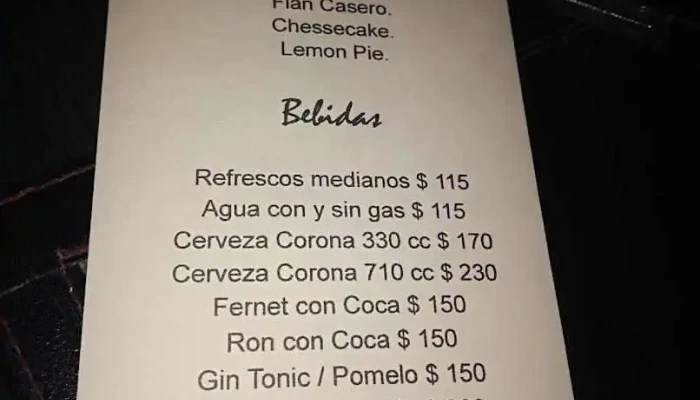 Flan Casero.
Chessecake.
Lemon Pie.
Bebidas
Refrescos medianos $ 115
Agua con y sin gas $ 115
Cerveza Corona 330 cc $ 170
Cerveza Corona 710 cc $ 230
Fernet con Coca $ 150
Ron con Coca $ 150
Gin Tonic / Pomelo $ 150